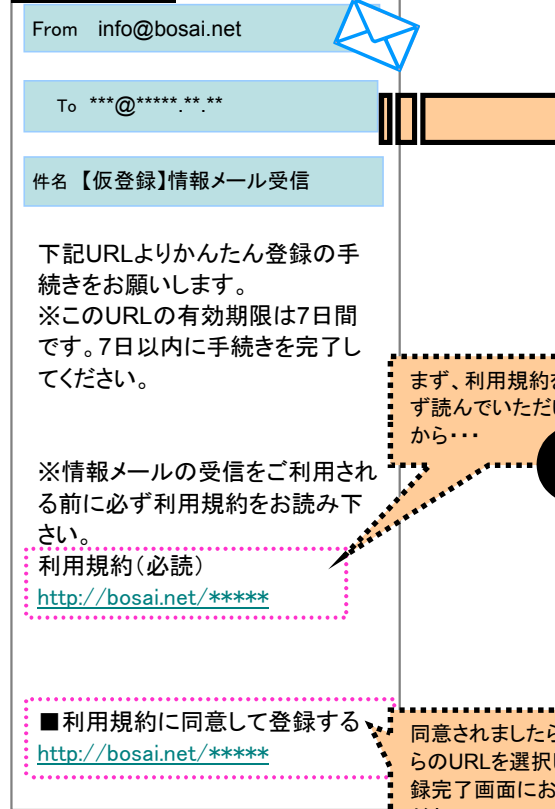 From info@bosai.net
To ***@*****.**.**
件名 【仮登録】情報メール受信
下記URLよりかんたん登録の手
続きをお願いします。
※このURLの有効期限は7日間
です。7日以内に手続きを完了し
てください。
※情報メールの受信をご利用され
る前に必ず利用規約をお読み下
さい。
利用規約（必読）
http://bosai.net/*****
まず、利用規約を
ず読んでいただい
から・・・
■利用規約に同意して登録する
http://bosai.net/*****
同意されましたら
らのURLを選択し
録完了画面にお